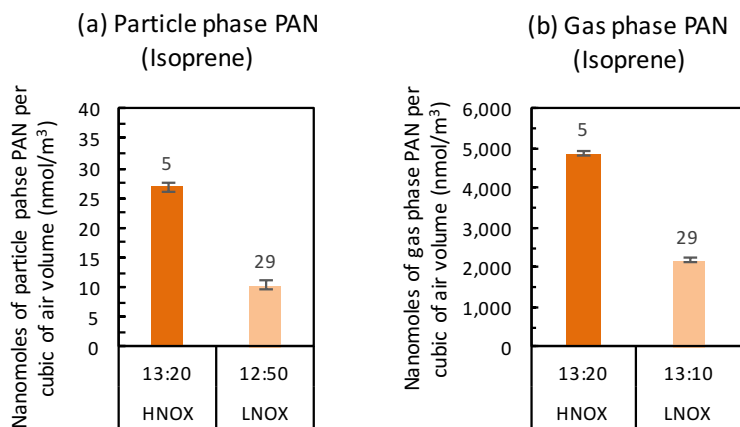 (a) Particle phase PAN
(Isoprene)
Nanomoles of particle pahse PAN per
cubic of air volume (nmol/m³)
40
35
30
25
20
15
10
5
0
5
29
13:20 12:50
HNOX LNOX
(b) Gas phase PAN
(Isoprene)
Nanomoles of gas phase PAN per
cubic of air volume (nmol/m³)
6,000
5,000
4,000
3,000
2,000
1,000
0
5
29
13:20 13:10
HNOX LNOX